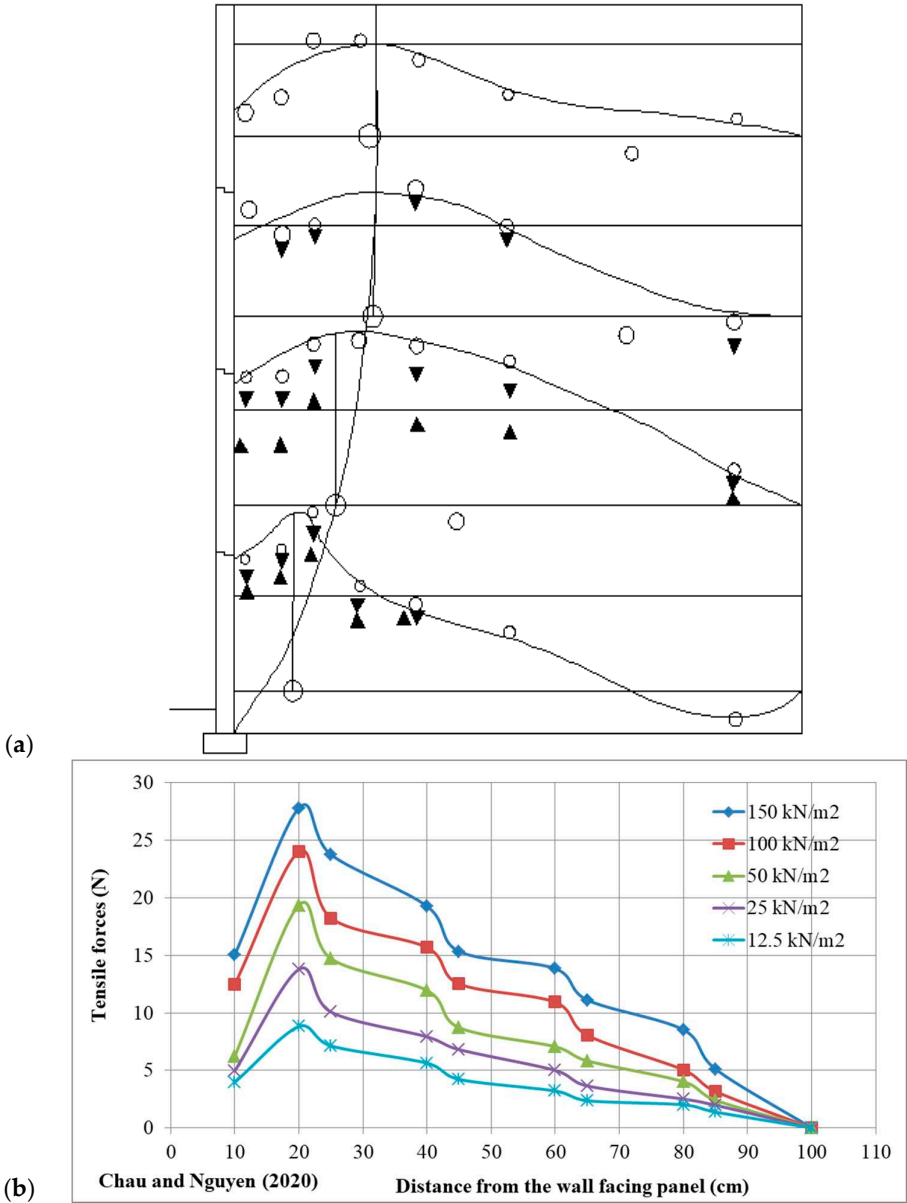 (a)
30
25
20
15
10
5
0
Tensile forces (N)
150 kN/m2
100 kN/m2
50 kN/m2
25 kN/m2
12.5 kN/m2
0 10 20 30 40 50 60 70 80 90 100 110
Chau and Nguyen (2020) Distance from the wall facing panel (cm)
(b)